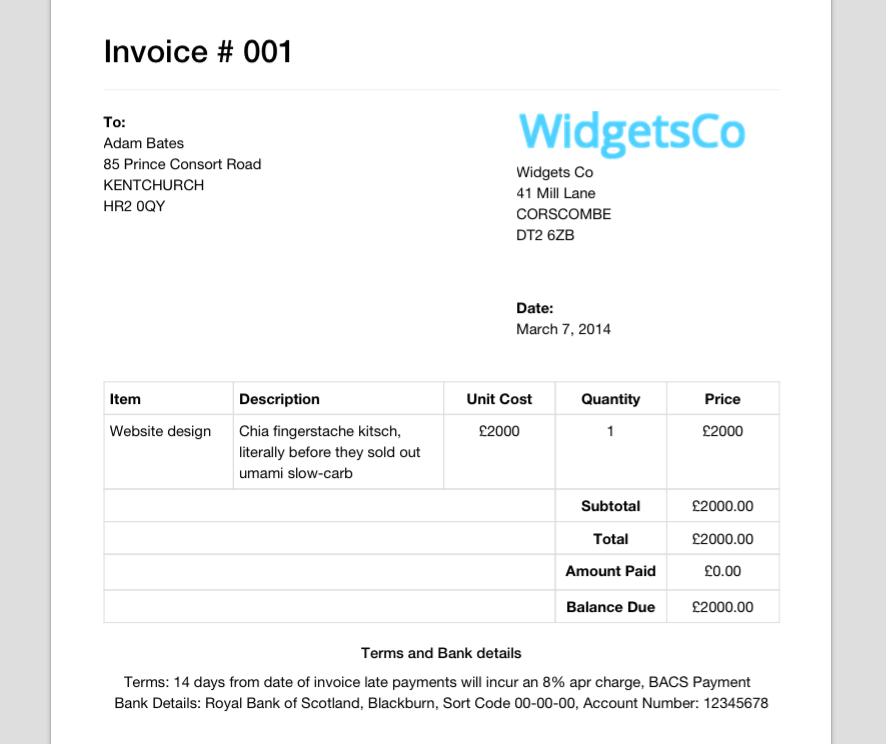 Invoice # 001
To:
Adam Bates
85 Prince Consort Road
KENTCHURCH
HR2 0QY
WidgetsCo
Widgets Co
41 Mill Lane
CORSCOMBE
DT2 6ZB
Date:
March 7, 2014
Item Description Unit Cost Quantity Price
Website design Chia fingerstache kitsch, £2000 1 £2000
literally before they sold out
umami slow-carb
Subtotal £2000.00
Total £2000.00
Amount Paid £0.00
Balance Due £2000.00
Terms and Bank details
Terms: 14 days from date of invoice late payments will incur an 8% apr charge, BACS Payment
Bank Details: Royal Bank of Scotland, Blackburn, Sort Code 00-00-00, Account Number: 12345678